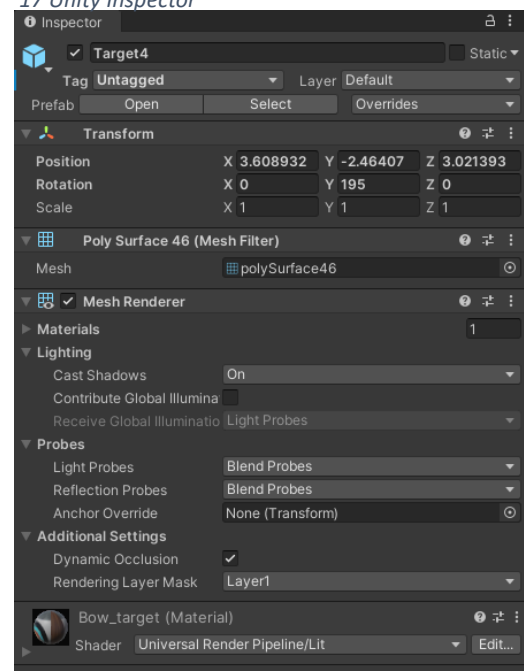 17 Unity Inspector
Inspector
Target4 Static
Tag Untagged Layer Default
Prefab Open Select Overrides
Transform
Position X 3.608932 Y -2.46407 Z 3.021393
Rotation X 0 Y 195 Z 0
Scale X 1 Y 1 Z 1
Poly Surface 46 (Mesh Filter)
Mesh polySurface46
Mesh Renderer
Materials 1
Lighting
Cast Shadows On
Contribute Global Illumina
Receive Global Illuminatio Light Probes
Probes
Light Probes Blend Probes
Reflection Probes Blend Probes
Anchor Override None (Transform)
Additional Settings
Dynamic Occlusion
Rendering Layer Mask Layer1
Bow_target (Material)
Shader Universal Render Pipeline/Lit Edit...